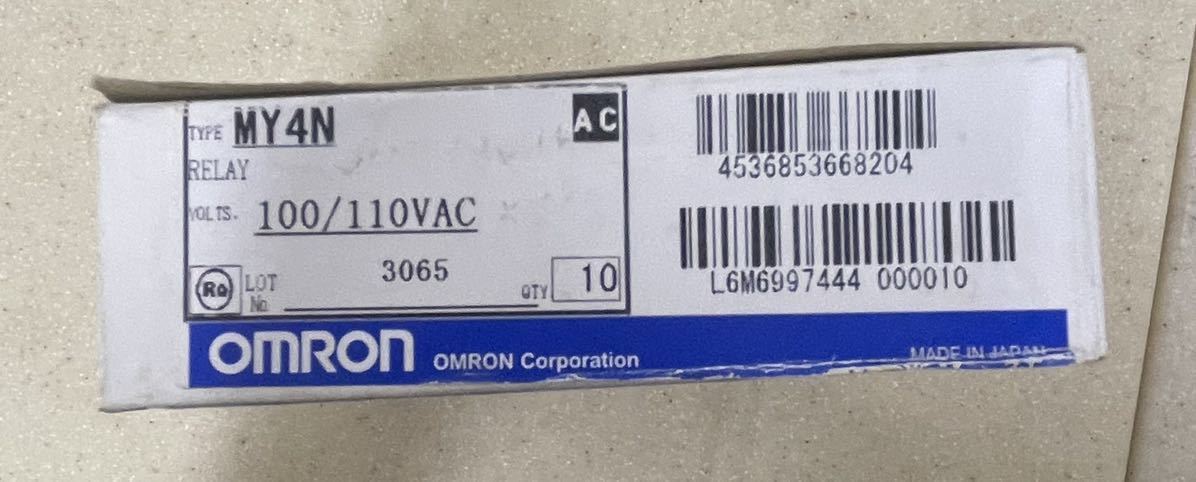 TYPE MY4N
AC
RELAY
VOLTS. 100/110VAC
LOT No. 3065
QTY 10
OMRON OMRON Corporation
MADE IN JAPAN
4536853668204
L6M6997444 000010